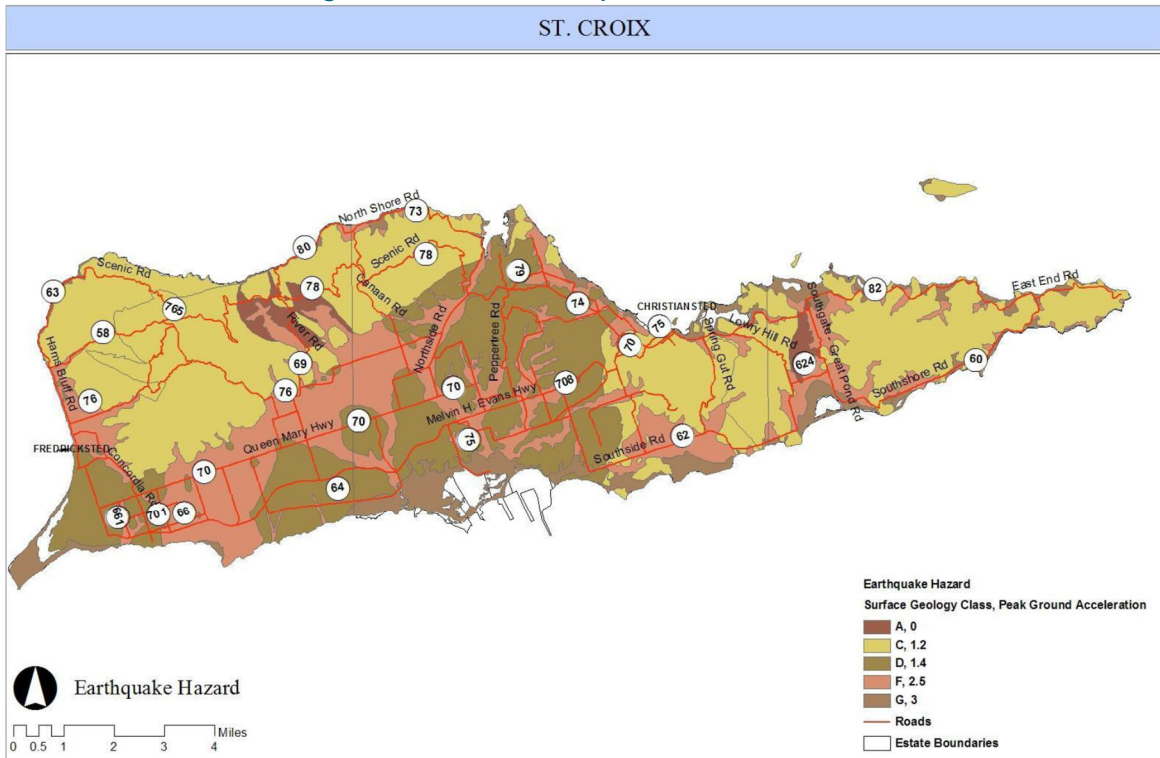 ST. CROIX
North Shore Rd
73
80
Scenic Rd
78
Scenic Rd
63
765
78
Canaan Rd
79
82
East End Rd
74
CHRISTIANSTED
58
River Rd
Northside Rd
Peppertree Rd
75
Lowry Hill Rd
Southgate - Great Pond Rd
70
Spring Gut Rd
69
624
60
Hams Bluff Rd
76
76
70
708
Southshore Rd
Melvin H. Evans Hwy
70
Queen Mary Hwy
75
62
Southside Rd
FREDRICKSTED
Concordia Rd
70
64
661
701
66
Earthquake Hazard
Surface Geology Class, Peak Ground Acceleration
A, 0
C, 1.2
D, 1.4
F, 2.5
G, 3
Roads
Estate Boundaries
Earthquake Hazard
Miles
0 0.5 1 2 3 4